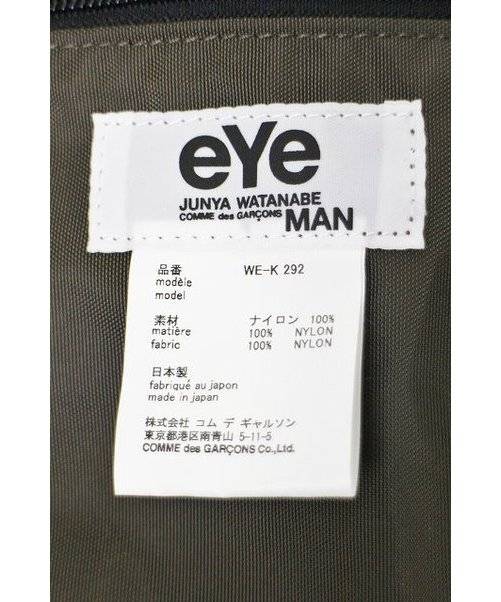 eYe
JUNYA WATANABE
COMME des GARÇONS MAN
品番 WE-K 292
modèle
model
素材 ナイロン 100%
matière 100% NYLON
fabric 100% NYLON
日本製
fabriqué au japon
made in japan
株式会社 コム デ ギャルソン
東京都港区南青山 5-11-5
COMME des GARÇONS Co.,Ltd.